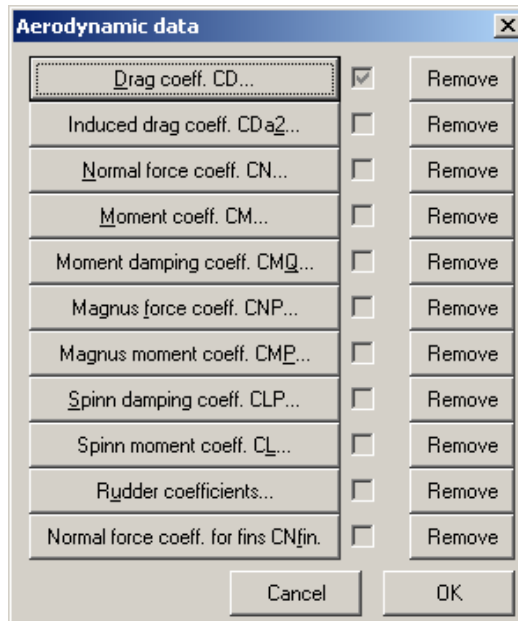 Aerodynamic data
Drag coeff. CD... Remove
Induced drag coeff. CDa2... Remove
Normal force coeff. CN... Remove
Moment coeff. CM... Remove
Moment damping coeff. CMQ... Remove
Magnus force coeff. CNP... Remove
Magnus moment coeff. CMP... Remove
Spinn damping coeff. CLP... Remove
Spinn moment coeff. CL... Remove
Rudder coefficients... Remove
Normal force coeff. for fins CNfin. Remove
Cancel OK